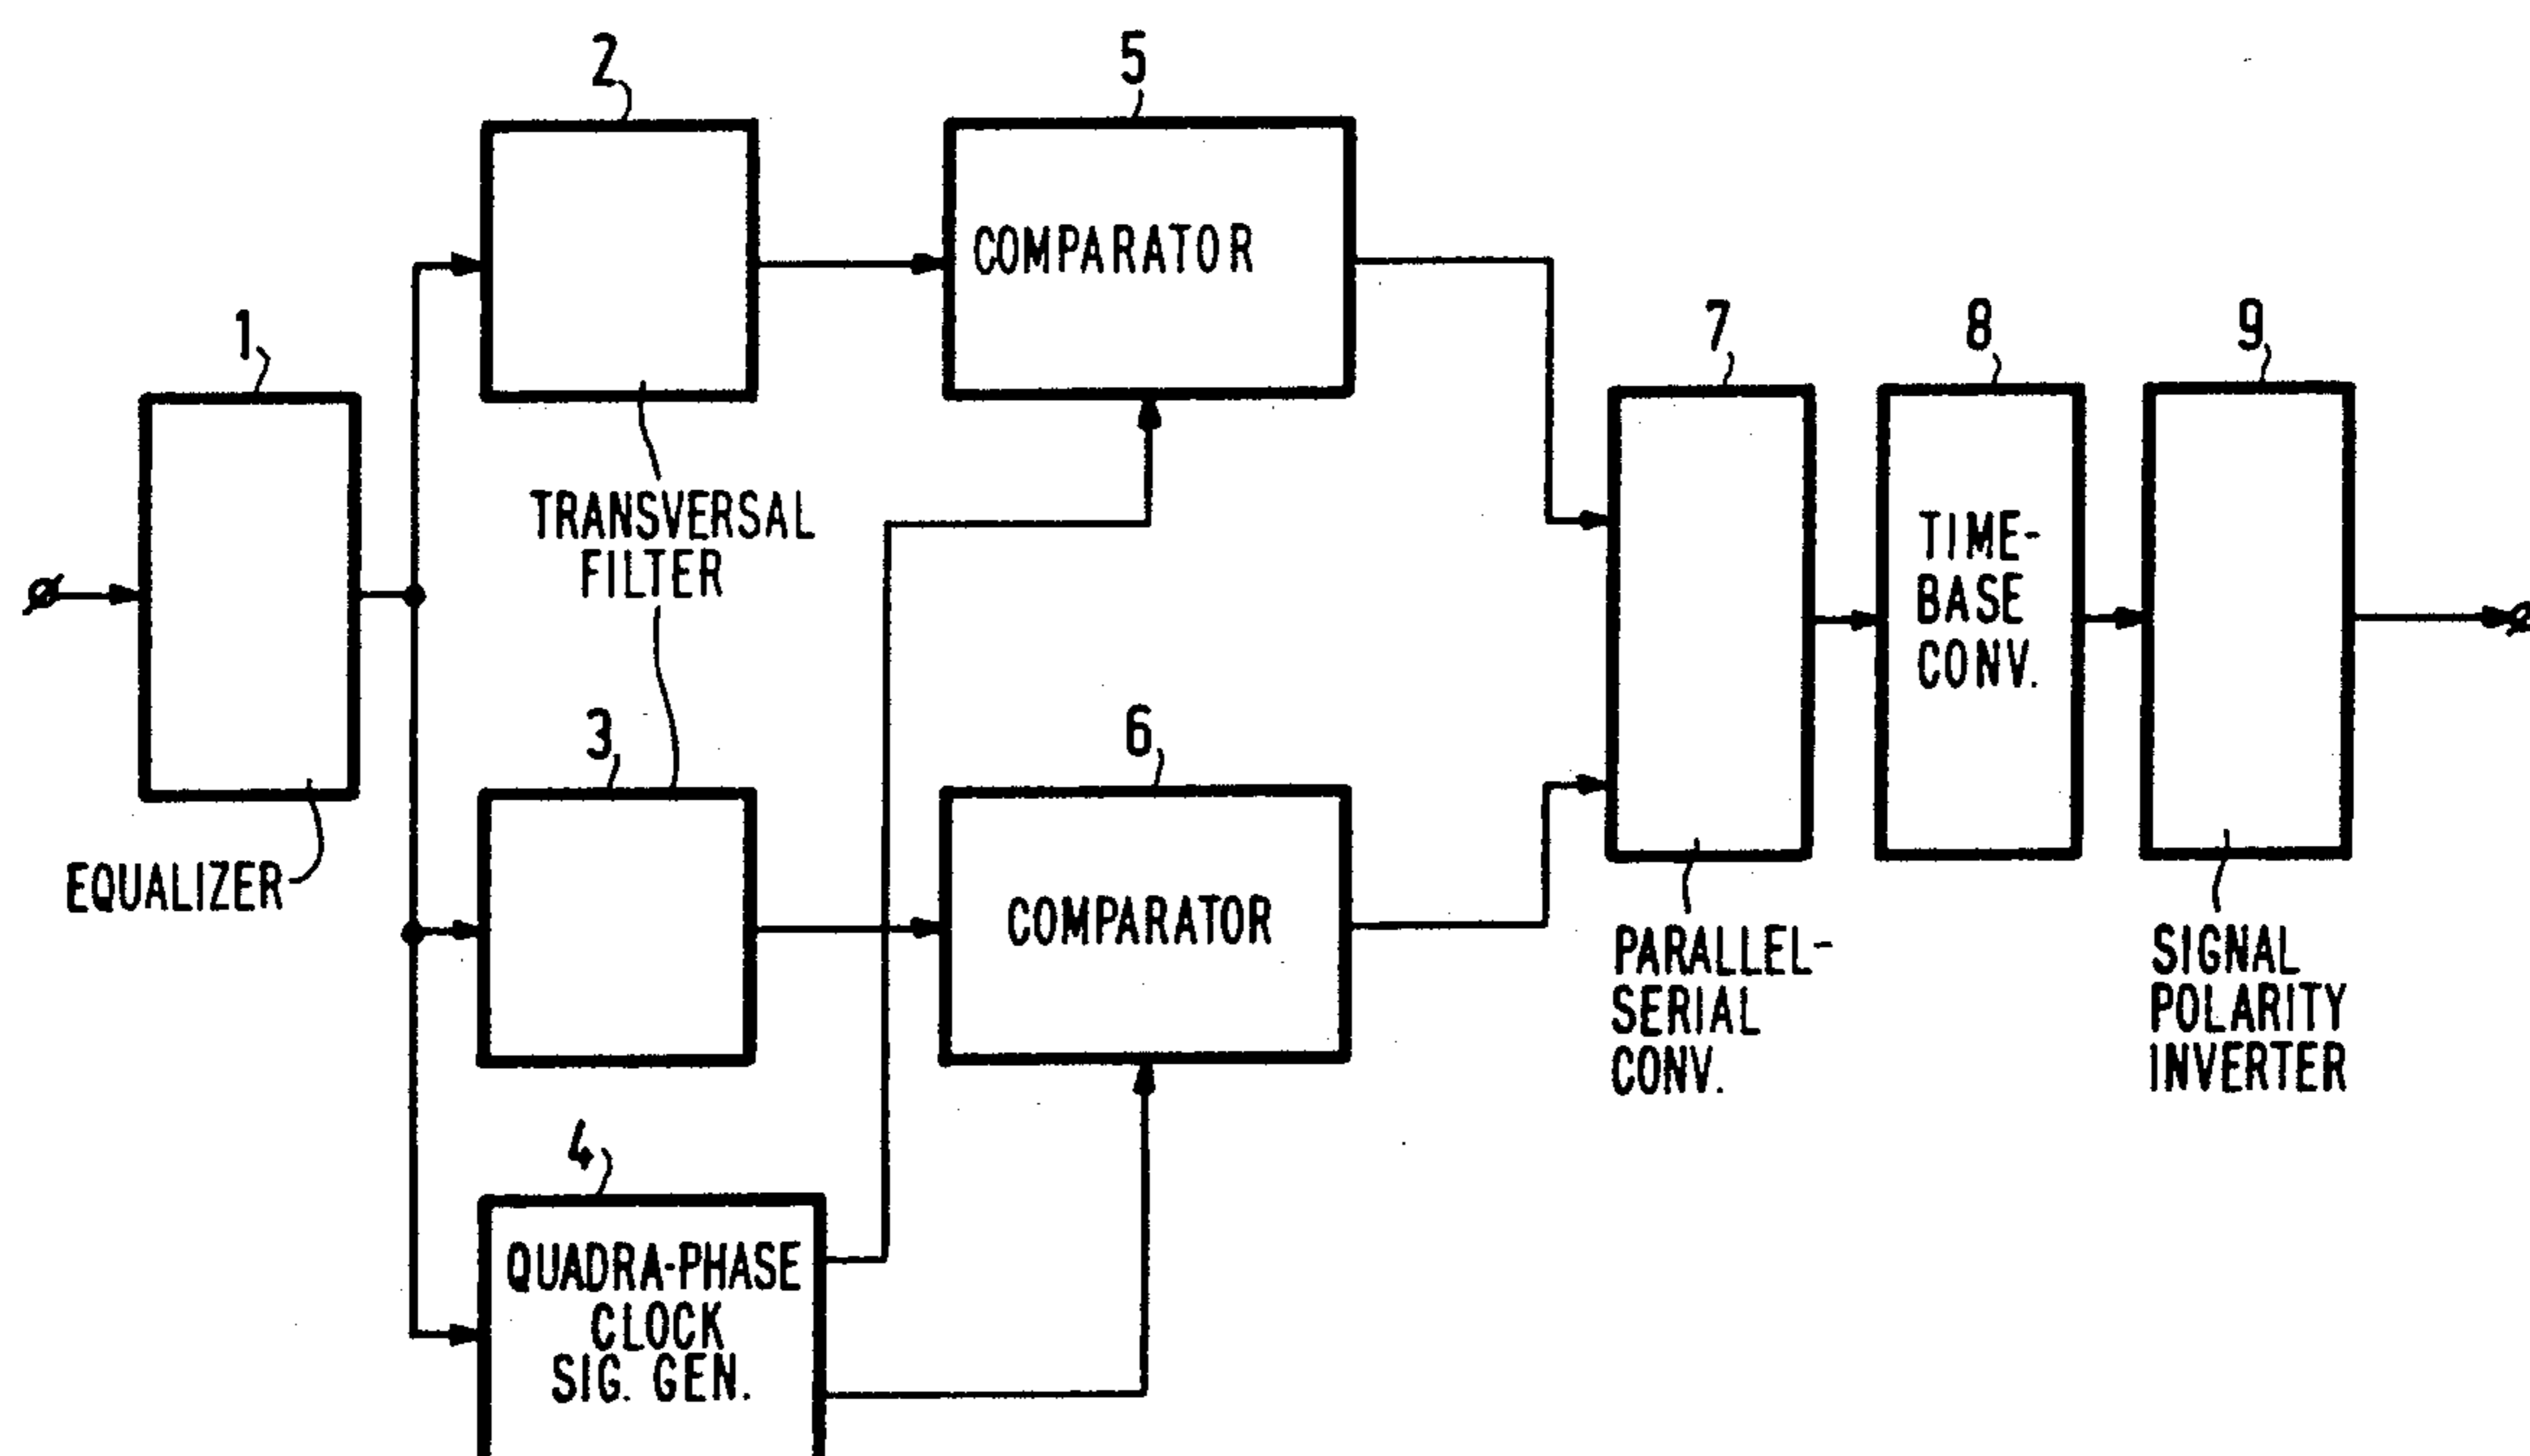 2
5
1
7
8
9
COMPARATOR
TRANSVERSAL
FILTER
TIME-
BASE
CONV.
3
6
EQUALIZER
COMPARATOR
PARALLEL-
SERIAL
CONV.
SIGNAL
POLARITY
INVERTER
4
QUADRA-PHASE
CLOCK
SIG. GEN.